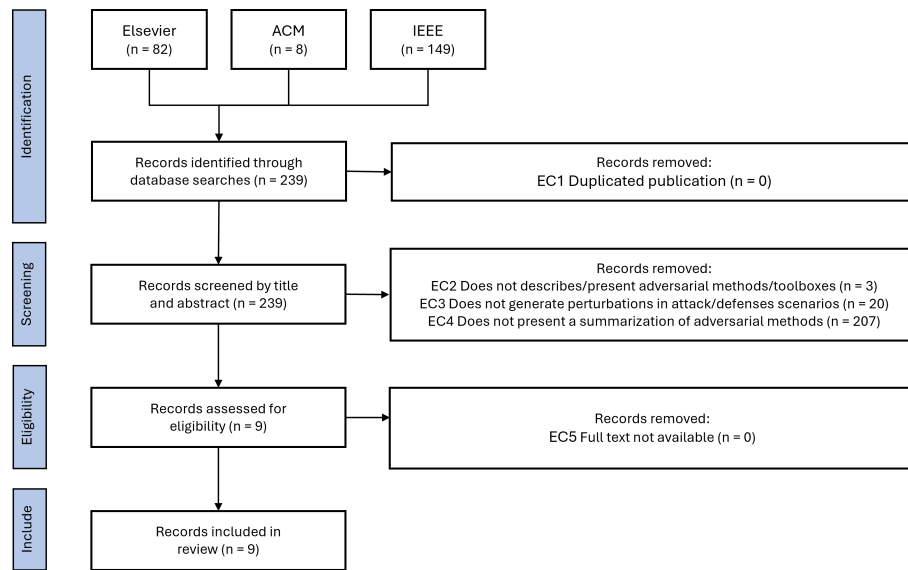 Identification
Elsevier
(n = 82)
ACM
(n = 8)
IEEE
(n = 149)
Records identified through
database searches (n = 239)
Records removed:
EC1 Duplicated publication (n = 0)
Screening
Records screened by title
and abstract (n = 239)
Records removed:
EC2 Does not describes/present adversarial methods/toolboxes (n = 3)
EC3 Does not generate perturbations in attack/defenses scenarios (n = 20)
EC4 Does not present a summarization of adversarial methods (n = 207)
Eligibility
Records assessed for
eligibility (n = 9)
Records removed:
EC5 Full text not available (n = 0)
Include
Records included in
review (n = 9)